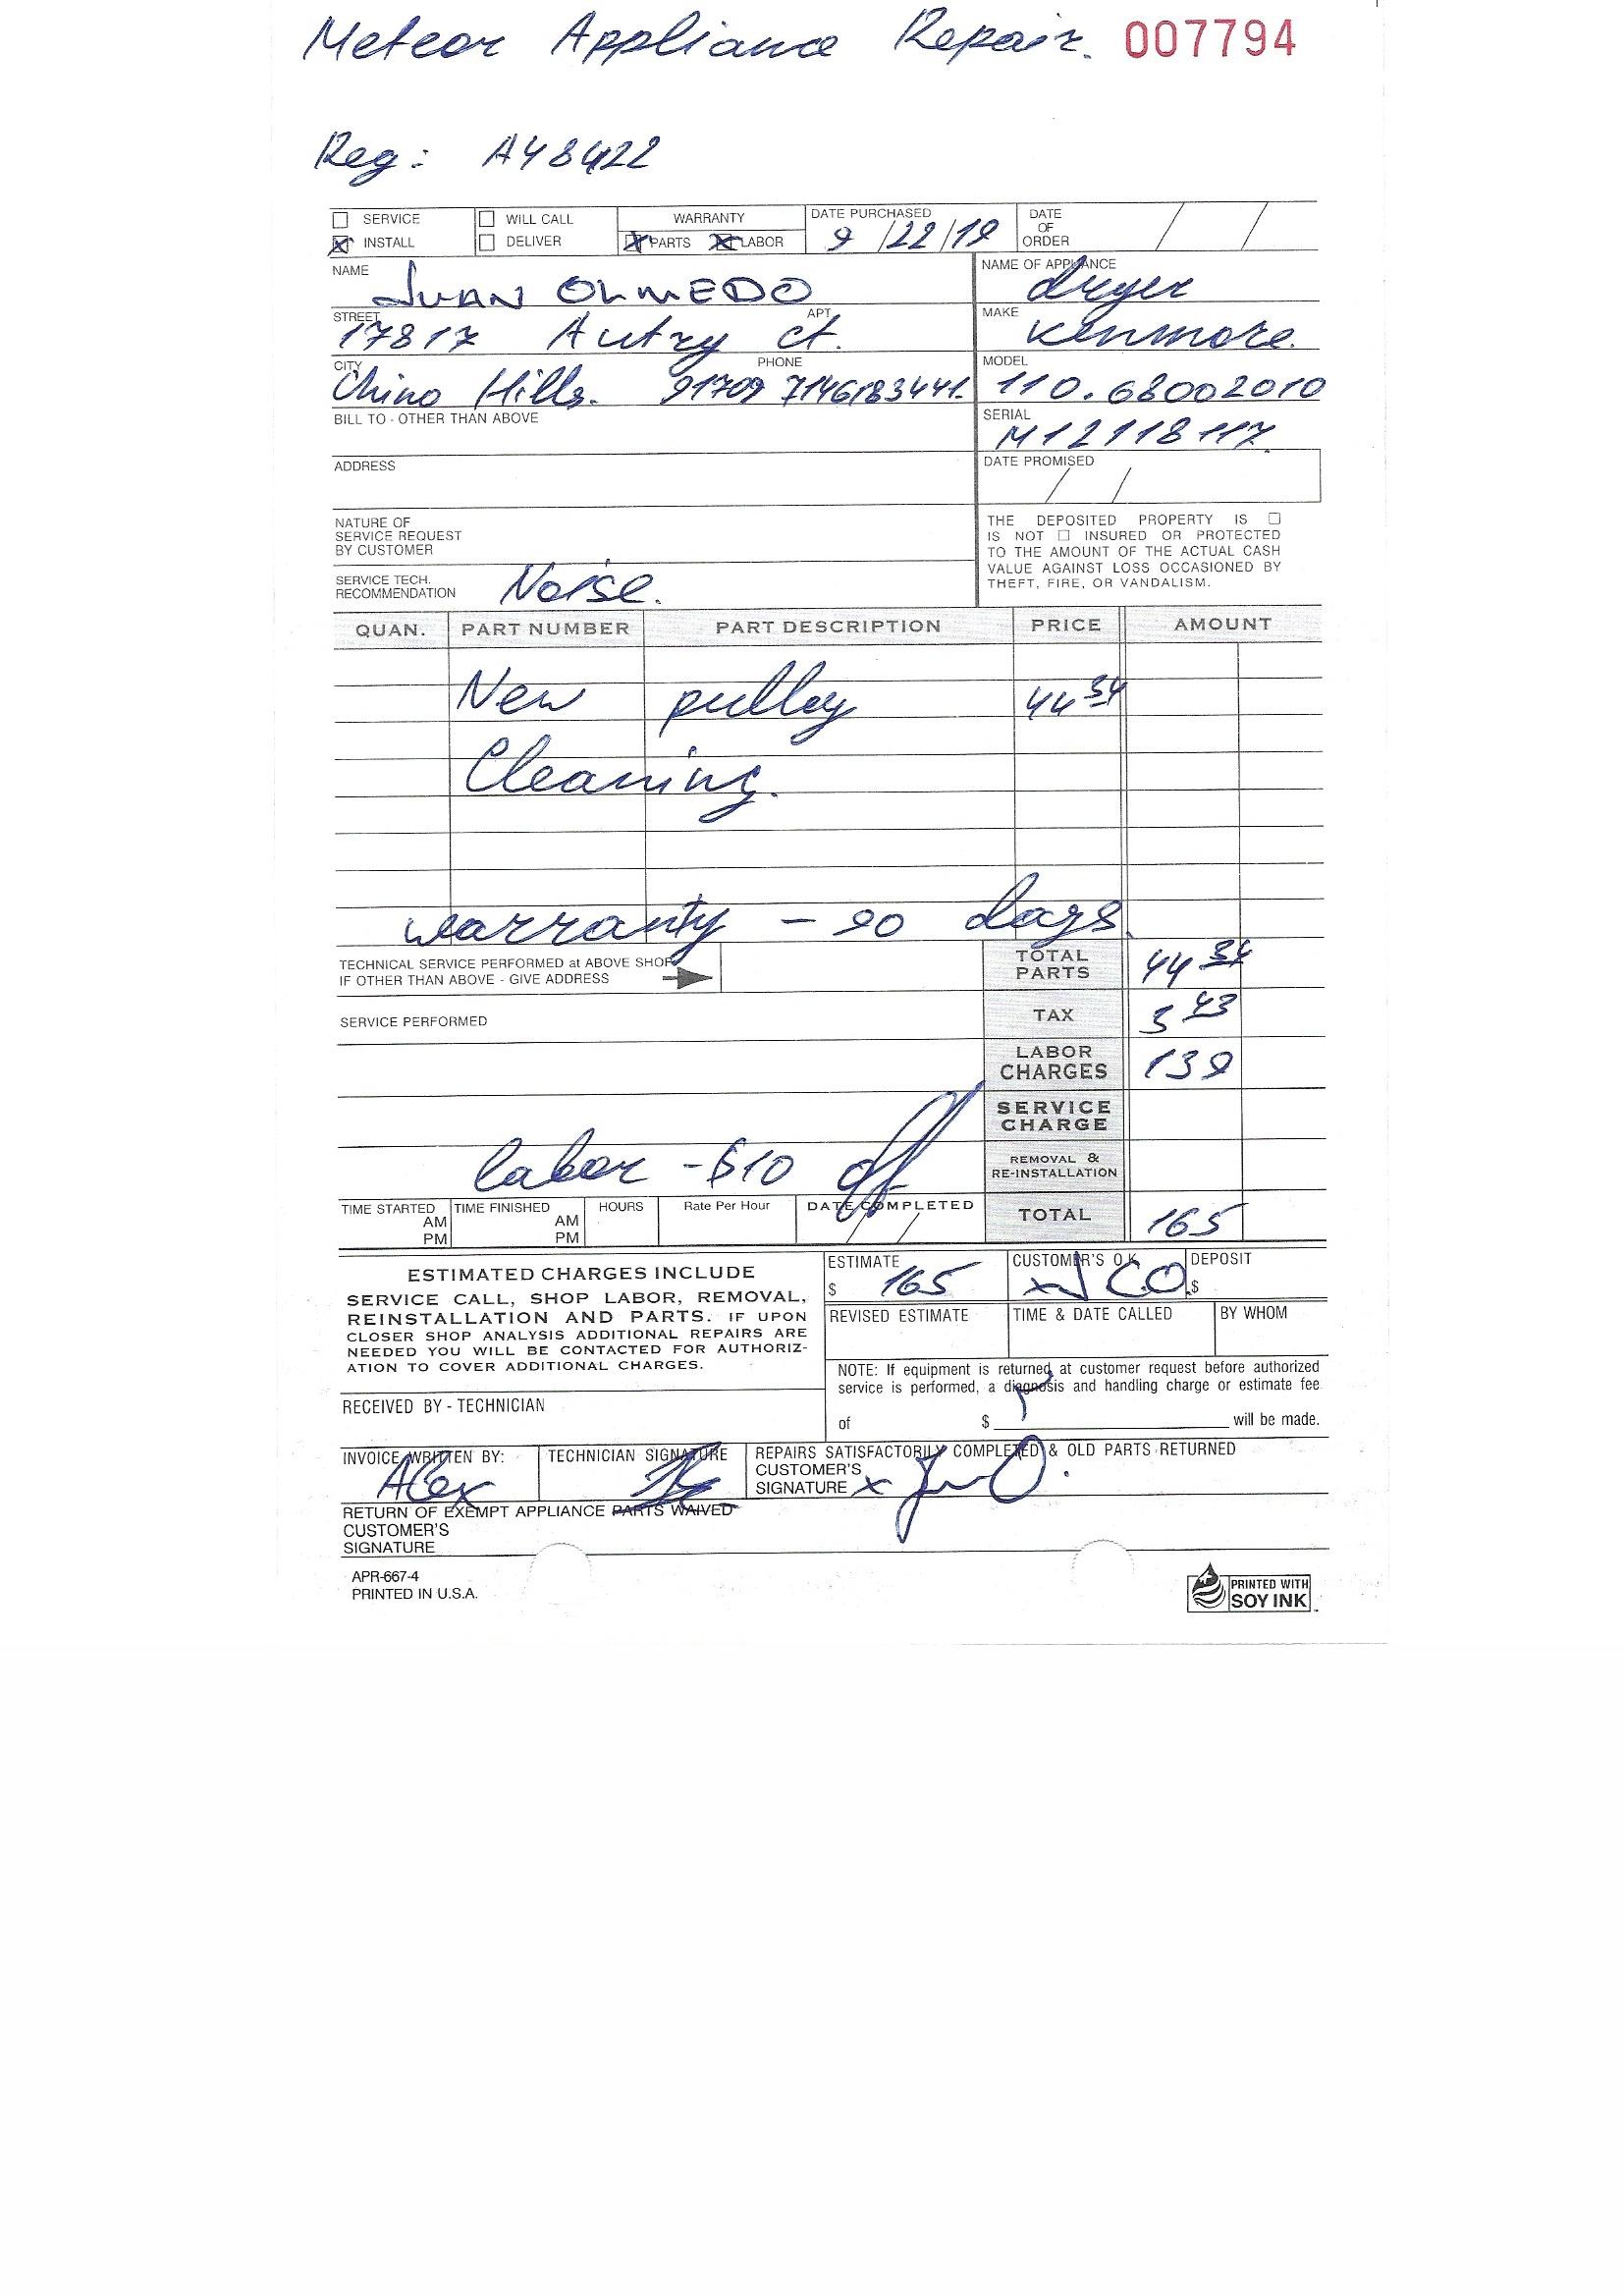 Meteor Appliance Repair. 007794
Reg: A48422
SERVICE WILL CALL WARRANTY DATE PURCHASED DATE OF ORDER
INSTALL DELIVER PARTS LABOR 9/22/19
NAME JUAN OLMEDO NAME OF APPLIANCE dryer
STREET 17817 Autry ct. APT. MAKE Kenmore.
CITY Chino Hills. 91709 PHONE 7146183441. MODEL 110.68002010
BILL TO - OTHER THAN ABOVE SERIAL M12118117
ADDRESS DATE PROMISED
NATURE OF
SERVICE REQUEST
BY CUSTOMER
THE DEPOSITED PROPERTY IS
IS NOT INSURED OR PROTECTED
TO THE AMOUNT OF THE ACTUAL CASH
VALUE AGAINST LOSS OCCASIONED BY
THEFT, FIRE, OR VANDALISM.
SERVICE TECH.
RECOMMENDATION Noise.
QUAN. PART NUMBER PART DESCRIPTION PRICE AMOUNT
New pulley 44 34
Cleaning.
warranty - 90 days.
TECHNICAL SERVICE PERFORMED at ABOVE SHOP
IF OTHER THAN ABOVE - GIVE ADDRESS
TOTAL PARTS 44 34
SERVICE PERFORMED TAX 3 43
LABOR CHARGES 139
SERVICE CHARGE
labor - $10 off
REMOVAL & RE-INSTALLATION
TIME STARTED AM PM TIME FINISHED AM PM HOURS Rate Per Hour DATE COMPLETED TOTAL 165
ESTIMATED CHARGES INCLUDE
SERVICE CALL, SHOP LABOR, REMOVAL,
REINSTALLATION AND PARTS. IF UPON
CLOSER SHOP ANALYSIS ADDITIONAL REPAIRS ARE
NEEDED YOU WILL BE CONTACTED FOR AUTHORIZ-
ATION TO COVER ADDITIONAL CHARGES.
ESTIMATE $ 165 CUSTOMER'S O.K. x JCO DEPOSIT $
REVISED ESTIMATE TIME & DATE CALLED BY WHOM
NOTE: If equipment is returned at customer request before authorized
service is performed, a diagnosis and handling charge or estimate fee
of $ will be made.
RECEIVED BY - TECHNICIAN
INVOICE WRITTEN BY: Alex TECHNICIAN SIGNATURE REPAIRS SATISFACTORILY COMPLETED & OLD PARTS RETURNED
CUSTOMER'S
SIGNATURE x
RETURN OF EXEMPT APPLIANCE PARTS WAIVED
CUSTOMER'S
SIGNATURE
APR-667-4
PRINTED IN U.S.A.
PRINTED WITH
SOY INK